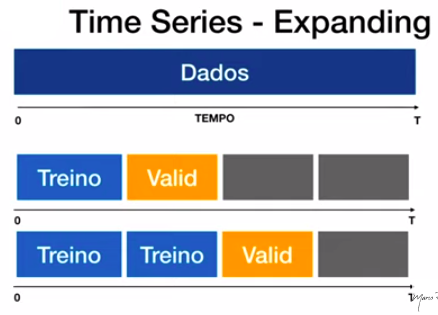 Time Series - Expanding
Dados
0 TEMPO T
Treino Valid
0 T
Treino Treino Valid
0